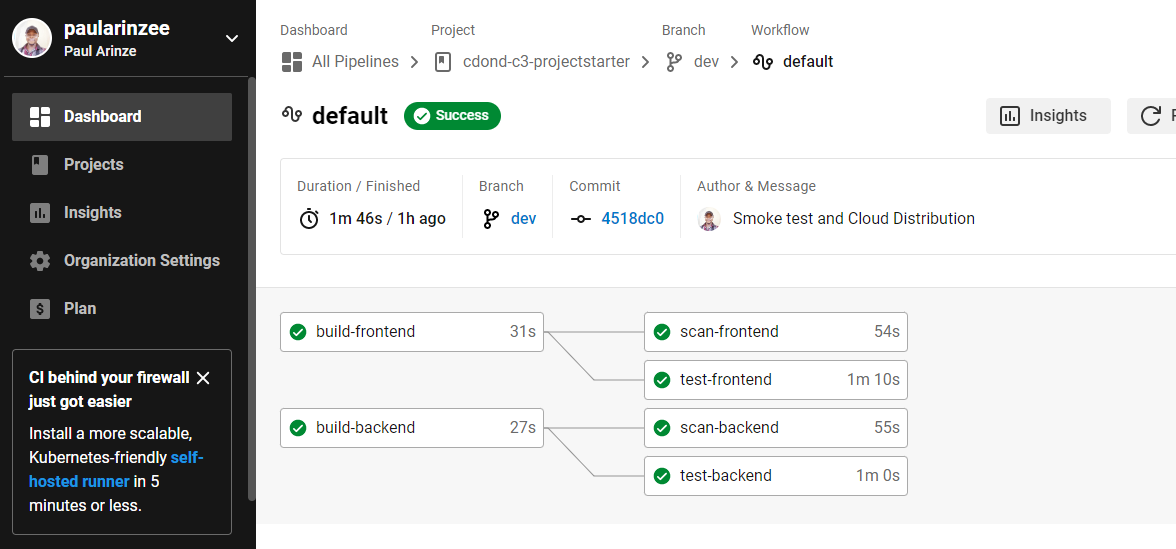 paularinzee
Paul Arinze
Dashboard
Projects
Insights
Organization Settings
Plan
CI behind your firewall
just got easier
Install a more scalable,
Kubernetes-friendly self-
hosted runner in 5
minutes or less.
Dashboard Project Branch Workflow
All Pipelines cdond-c3-projectstarter dev default
default Success Insights
Duration / Finished Branch Commit Author & Message
1m 46s / 1h ago dev 4518dc0 Smoke test and Cloud Distribution
build-frontend 31s scan-frontend 54s
test-frontend 1m 10s
build-backend 27s scan-backend 55s
test-backend 1m 0s